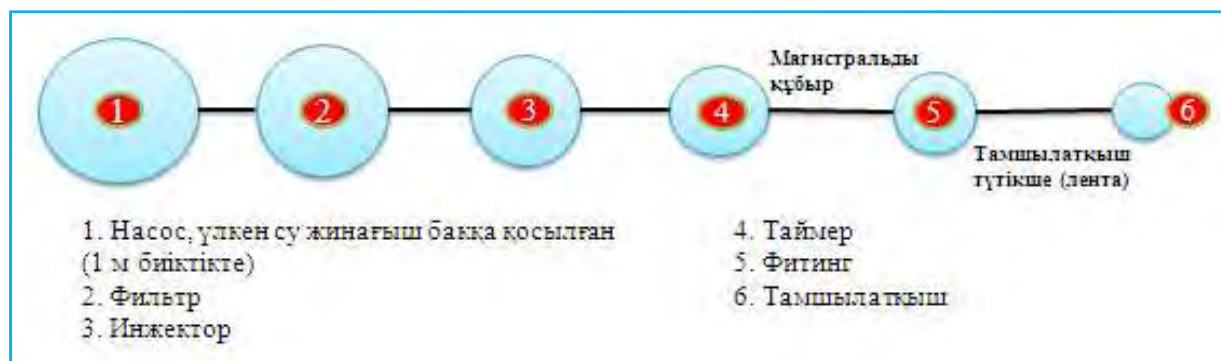 1
2
3
4
Магистральды
құбыр
5
6
Тамшылатқыш
түтікше (лента)
1. Насос, үлкен су жинағыш бакқа қосылған
(1 м биіктікте)
2. Фильтр
3. Инжектор
4. Таймер
5. Фитинг
6. Тамшылатқыш